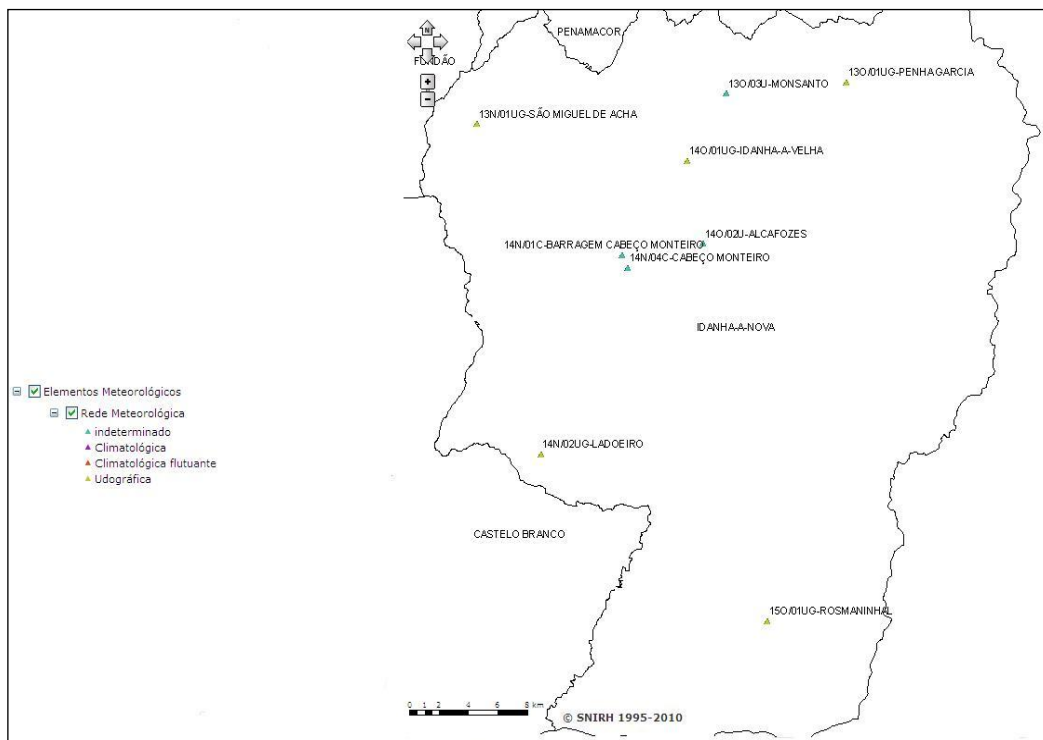 PENAMACOR
N
FUNDÃO
13O/01UG-PENHA GARCIA
13O/03U-MONSANTO
13N/01UG-SÃO MIGUEL DE ACHA
14O/01UG-IDANHA-A-VELHA
14O/02U-ALCAFOZES
14N/01C-BARRAGEM CABEÇO MONTEIRO
14N/04C-CABEÇO MONTEIRO
IDANHA-A-NOVA
Elementos Meteorológicos
Rede Meteorológica
indeterminado
Climatológica
Climatológica flutuante
Udográfica
14N/02UG-LADOEIRO
CASTELO BRANCO
15O/01UG-ROSMANINHAL
0 1 2 4 6 8 km
© SNIRH 1995-2010